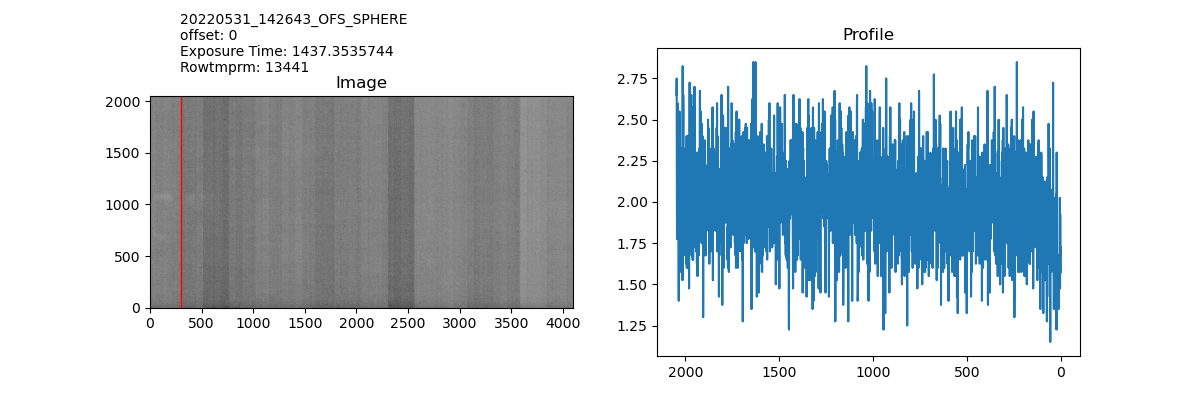 20220531_142643_OFS_SPHERE
offset: 0
Exposure Time: 1437.3535744
Rowtmprm: 13441
Image
2000
1500
1000
500
0
0 500 1000 1500 2000 2500 3000 3500 4000
Profile
2.75
2.50
2.25
2.00
1.75
1.50
1.25
2000 1500 1000 500 0